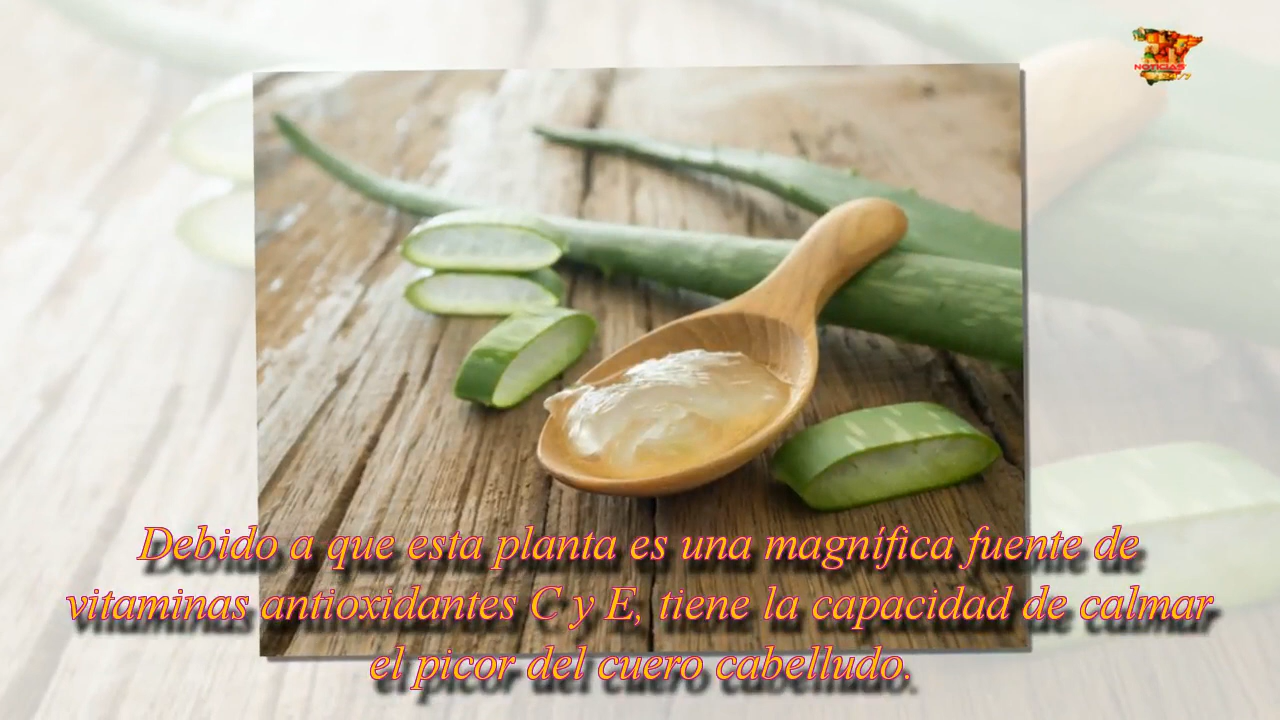 NOTICIAS
Debido a que esta planta es una magnífica fuente de
vitaminas antioxidantes C y E, tiene la capacidad de calmar
el picor del cuero cabelludo.